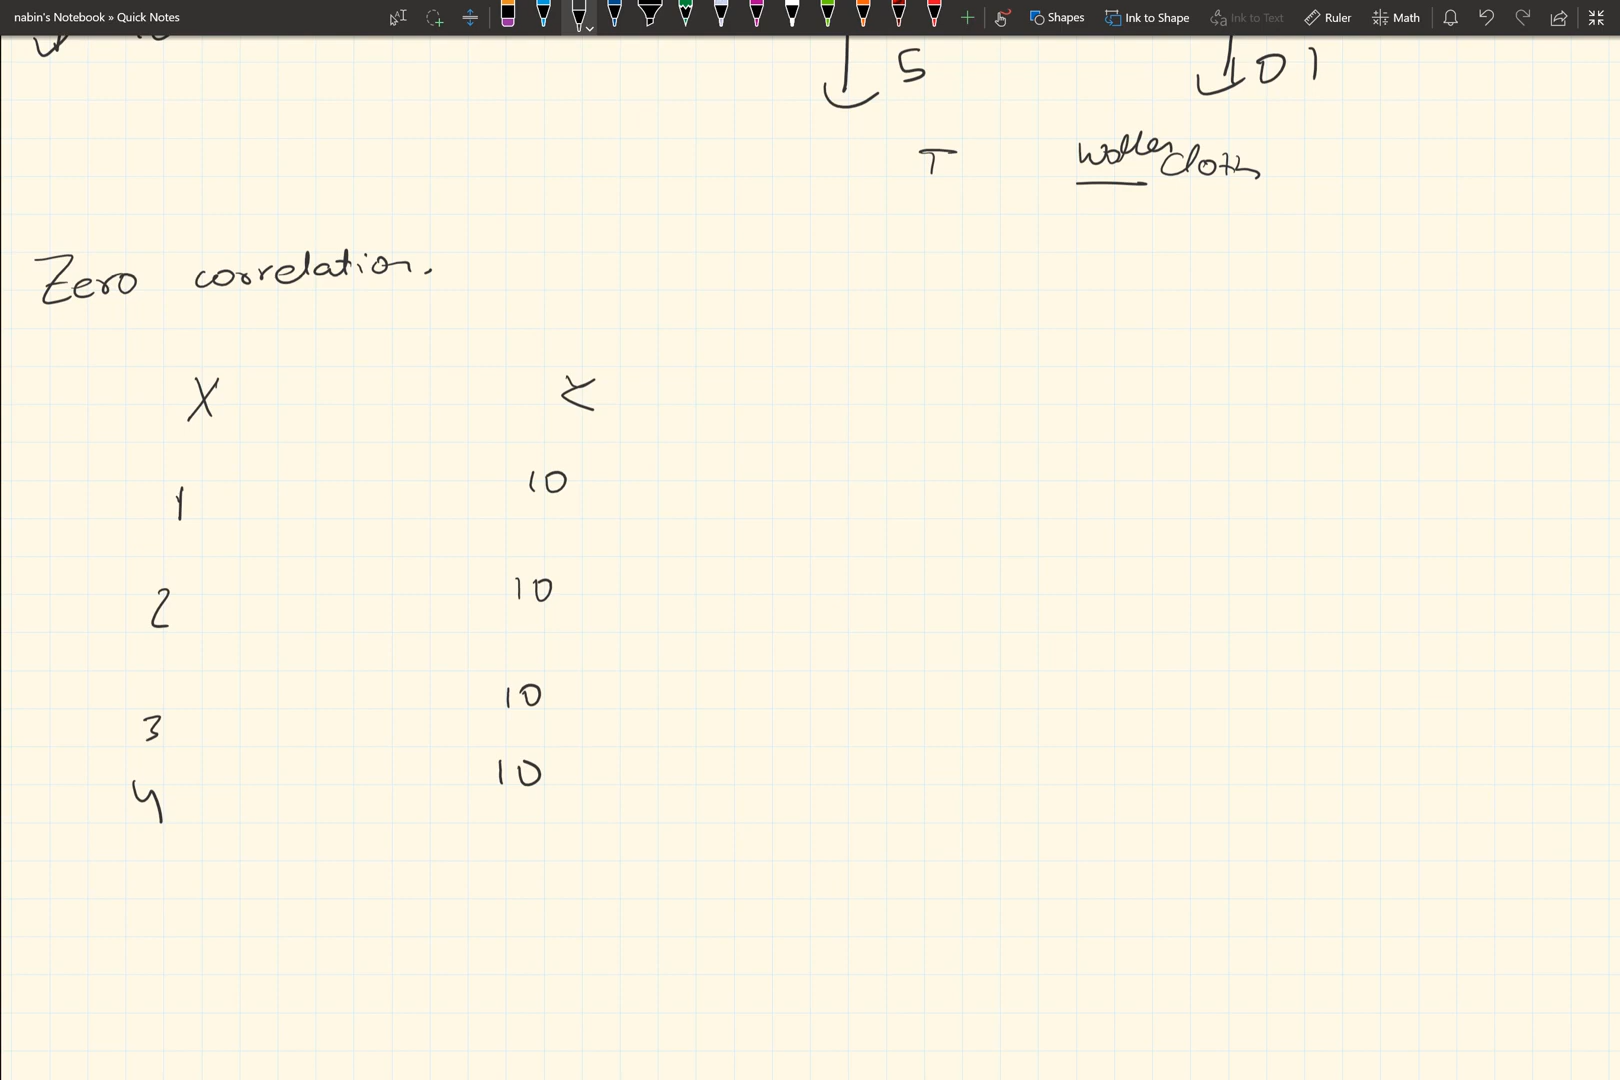 nabin's Notebook » Quick Notes Shapes Ink to Shape Ink to Text Ruler Math
5 101
T wollen cloth
Zero correlation.
X Y
1 10
2 10
3 10
4 10